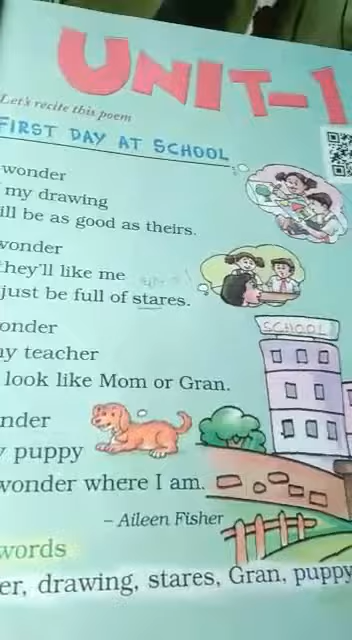 UNIT-1
Let's recite this poem
FIRST DAY AT SCHOOL
wonder
my drawing
ill be as good as theirs.
wonder
they'll like me
just be full of stares.
onder
y teacher
look like Mom or Gran.
nder
y puppy
wonder where I am.
– Aileen Fisher
words
er, drawing, stares, Gran, puppy
SCHOOL